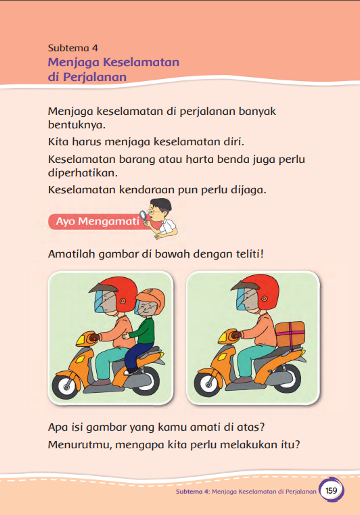 Subtema 4
Menjaga Keselamatan
di Perjalanan
Menjaga keselamatan di perjalanan banyak
bentuknya.
Kita harus menjaga keselamatan diri.
Keselamatan barang atau harta benda juga perlu
diperhatikan.
Keselamatan kendaraan pun perlu dijaga.
Ayo Mengamati
Amatilah gambar di bawah dengan teliti!
Apa isi gambar yang kamu amati di atas?
Menurutmu, mengapa kita perlu melakukan itu?
Subtema 4: Menjaga Keselamatan di Perjalanan 159